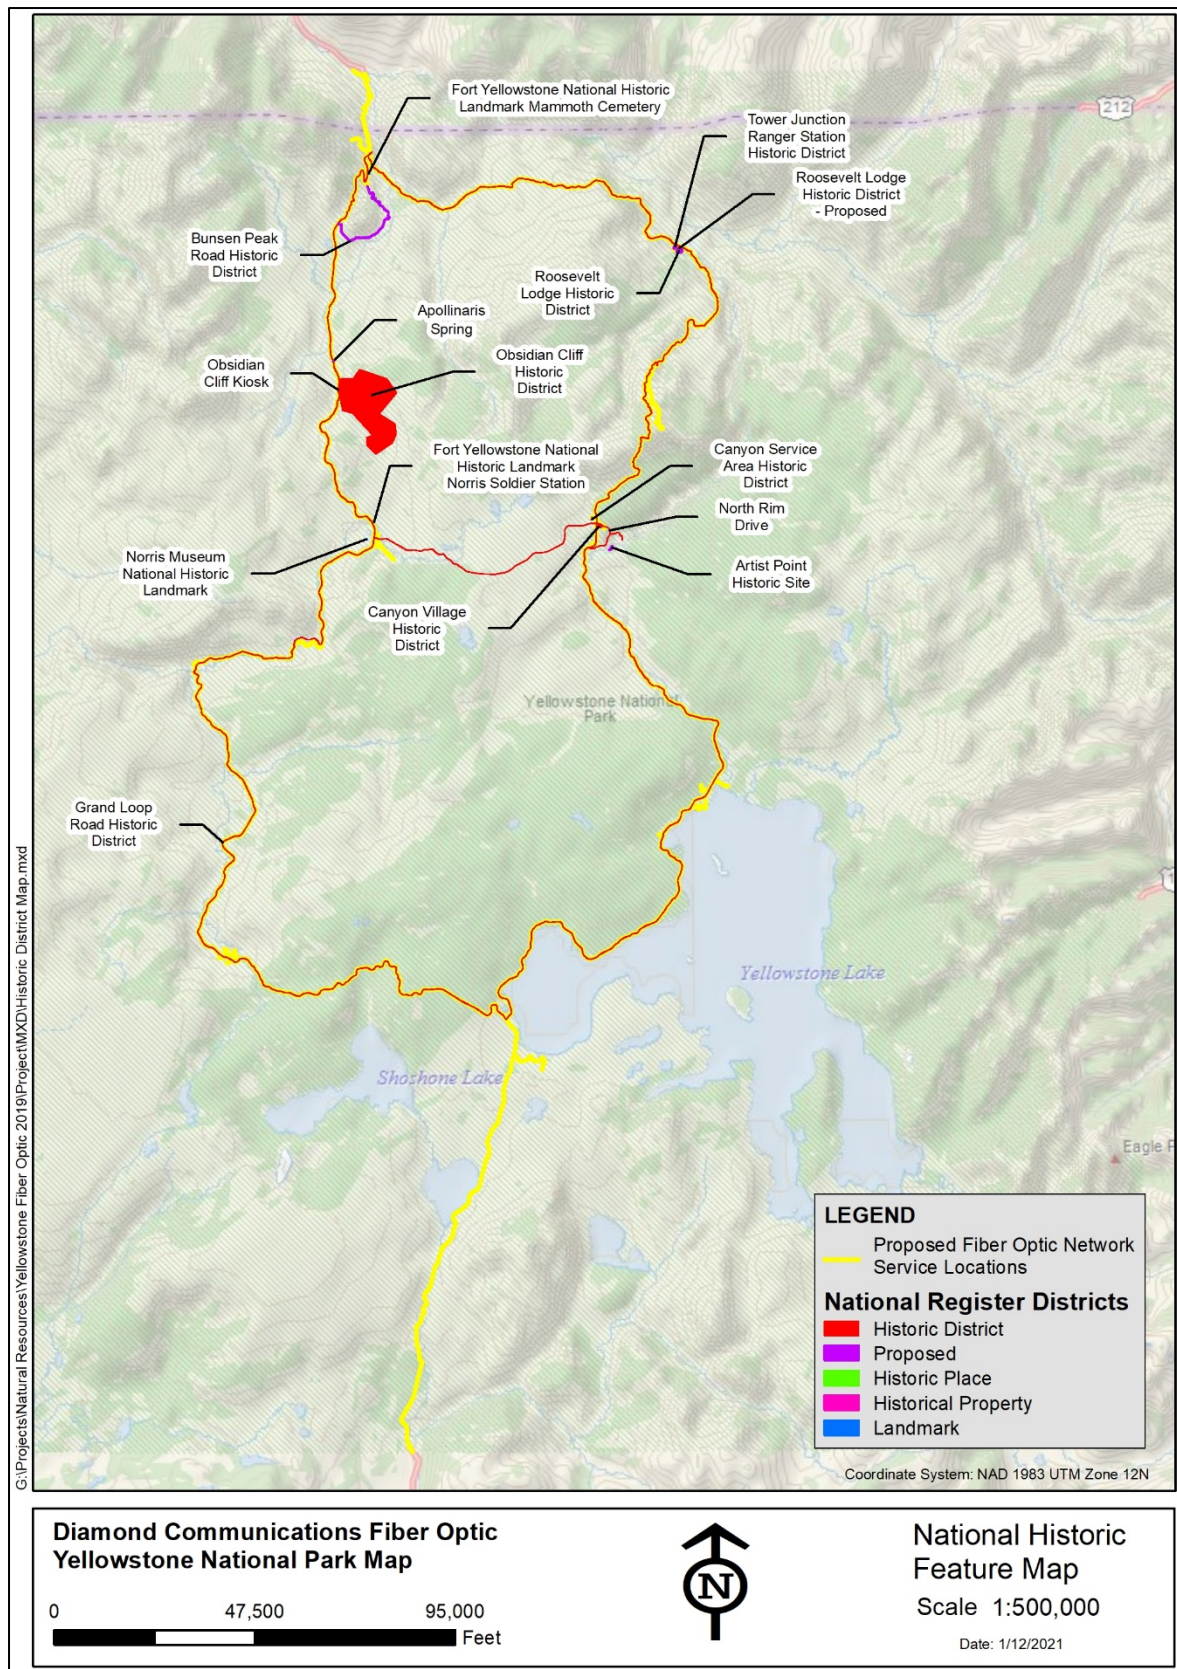 Fort Yellowstone National Historic
Landmark Mammoth Cemetery
212
Tower Junction
Ranger Station
Historic District
Roosevelt Lodge
Historic District
- Proposed
Bunsen Peak
Road Historic
District
Roosevelt
Lodge Historic
District
Apollinaris
Spring
Obsidian
Cliff Kiosk
Obsidian Cliff
Historic
District
Fort Yellowstone National
Historic Landmark
Norris Soldier Station
Canyon Service
Area Historic
District
North Rim
Drive
Norris Museum
National Historic
Landmark
Artist Point
Historic Site
Canyon Village
Historic
District
Yellowstone National
Park
Grand Loop
Road Historic
District
Yellowstone Lake
Shoshone Lake
Eagle P
LEGEND
Proposed Fiber Optic Network
Service Locations
National Register Districts
Historic District
Proposed
Historic Place
Historical Property
Landmark
Coordinate System: NAD 1983 UTM Zone 12N
G:\Projects\Natural Resources\Yellowstone Fiber Optic 2019\Project\MXD\Historic District Map.mxd
Diamond Communications Fiber Optic
Yellowstone National Park Map
0 47,500 95,000
Feet
N
National Historic
Feature Map
Scale 1:500,000
Date: 1/12/2021